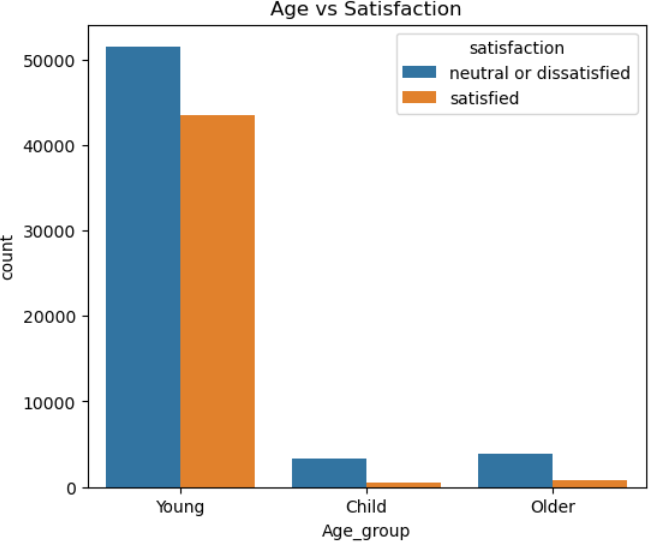 Age vs Satisfaction
satisfaction
neutral or dissatisfied
satisfied
50000
40000
30000
20000
10000
0
count
Young
Child
Older
Age_group